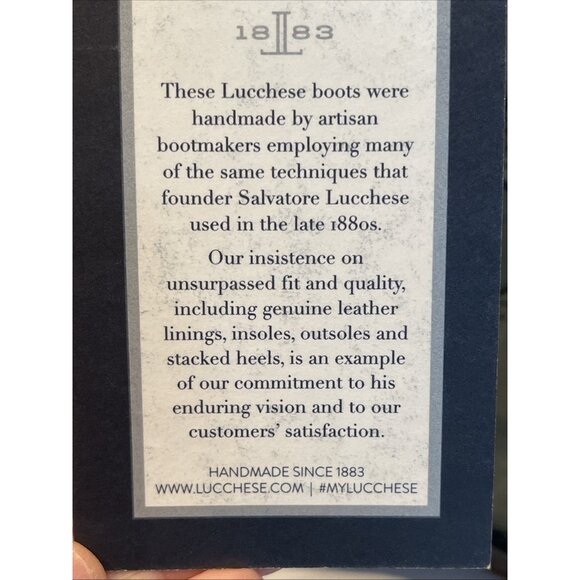 18 L 83
These Lucchese boots were
handmade by artisan
bootmakers employing many
of the same techniques that
founder Salvatore Lucchese
used in the late 1880s.
Our insistence on
unsurpassed fit and quality,
including genuine leather
linings, insoles, outsoles and
stacked heels, is an example
of our commitment to his
enduring vision and to our
customers’ satisfaction.
HANDMADE SINCE 1883
WWW.LUCCHESE.COM | #MYLUCCHESE